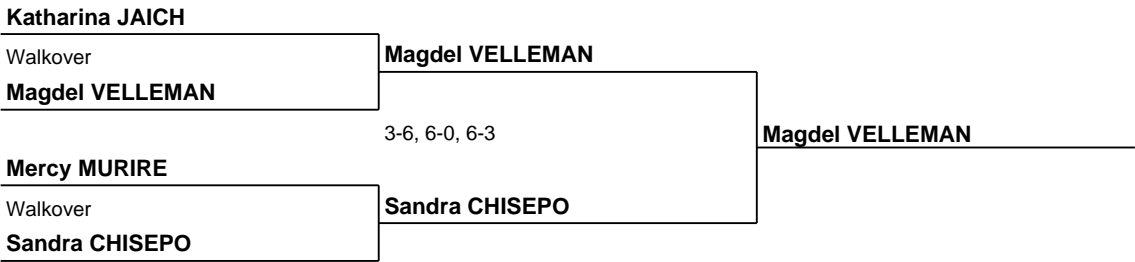 Katharina JAICH
Walkover
Magdel VELLEMAN
Magdel VELLEMAN
3-6, 6-0, 6-3
Magdel VELLEMAN
Mercy MURIRE
Walkover
Sandra CHISEPO
Sandra CHISEPO